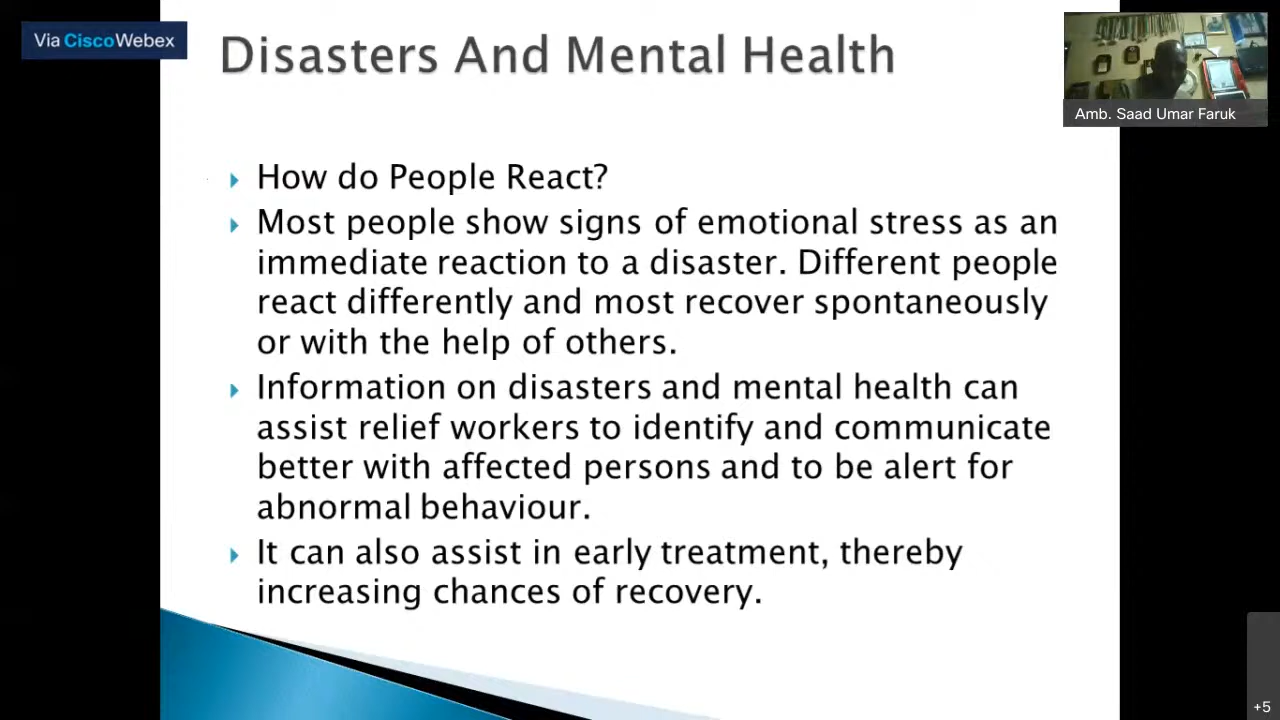 Via CiscoWebex
Disasters And Mental Health
Amb. Saad Umar Faruk
How do People React?
Most people show signs of emotional stress as an
immediate reaction to a disaster. Different people
react differently and most recover spontaneously
or with the help of others.
Information on disasters and mental health can
assist relief workers to identify and communicate
better with affected persons and to be alert for
abnormal behaviour.
It can also assist in early treatment, thereby
increasing chances of recovery.
+5